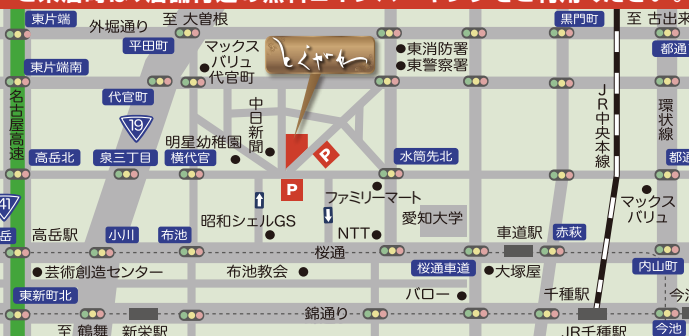 東片端
外堀通り
至 大曽根
黒門町
至 古出来
平田町
マックス
バリュ
代官町
とくがわ
東消防署
東警察署
都通
東片端南
代官町
中日新聞
JR中央本線
環状線
名古屋高速
19
明星幼稚園
P
高岳北
泉三丁目
横代官
水筒先北
都通
P
ファミリーマート
マックス
バリュ
41
昭和シェルGS
愛知大学
岳
高岳駅
小川
布池
NTT
車道駅
赤萩
桜通
芸術創造センター
布池教会
桜通車道
大塚屋
内山町
東新町北
バロー
千種駅
今池
錦通り
至 鶴舞
新栄駅
JR千種駅
今池